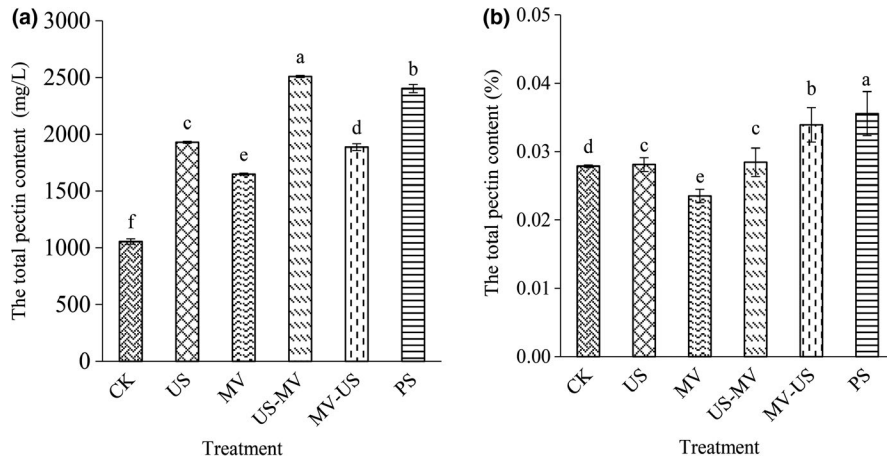 (a)
The total pectin content (mg/L)
3000
2500
2000
1500
1000
500
0
f
c
e
a
d
b
CK
US
MV
US-MV
MV-US
PS
Treatment
(b)
The total pectin content (%)
0.05
0.04
0.03
0.02
0.01
0.00
d
c
e
c
b
a
CK
US
MV
US-MV
MV-US
PS
Treatment